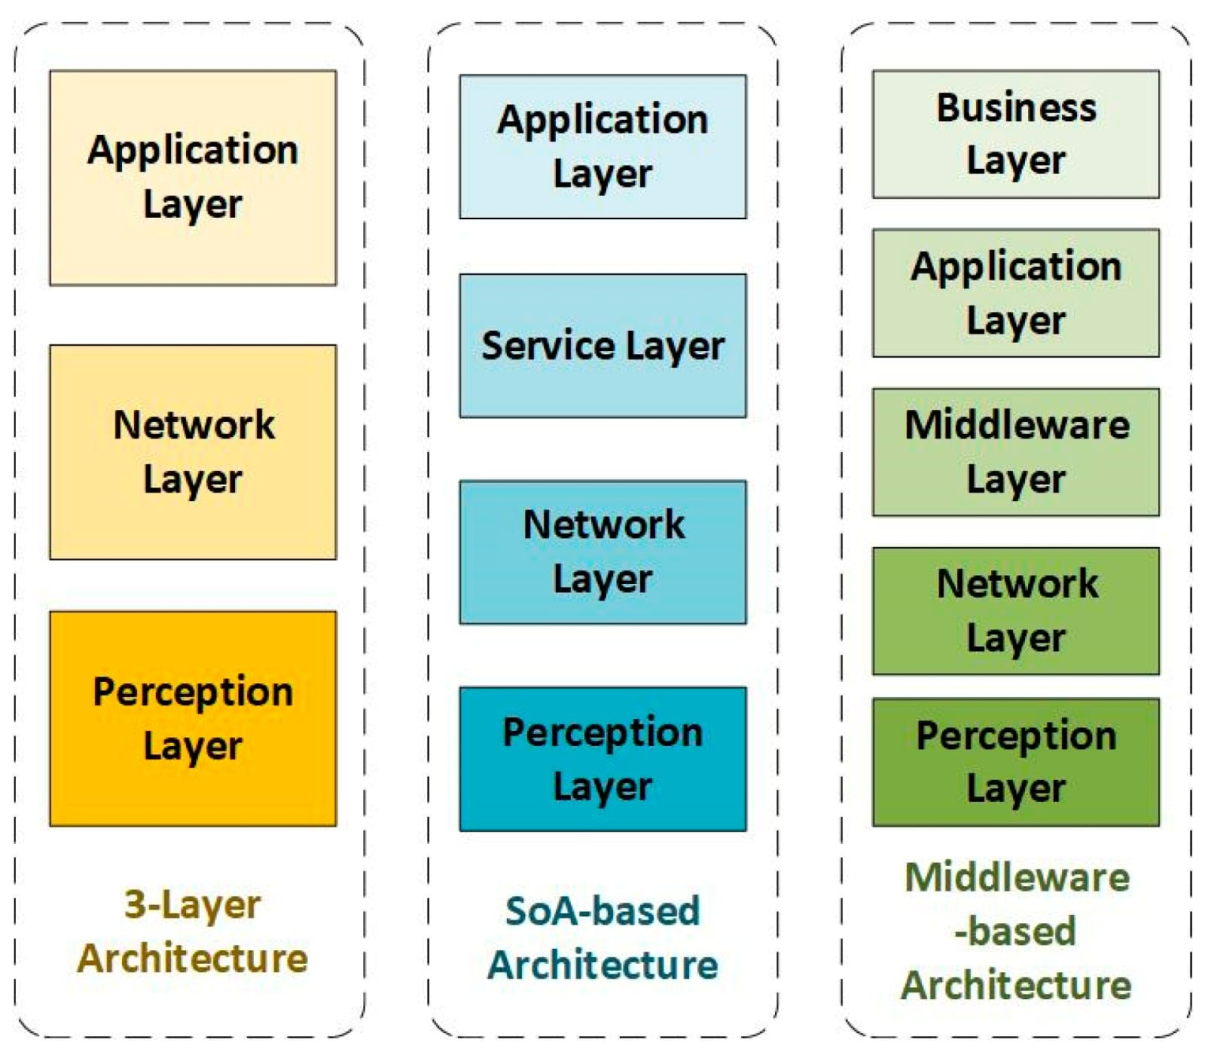 Application
Layer
Network
Layer
Perception
Layer
3-Layer
Architecture
Application
Layer
Service Layer
Network
Layer
Perception
Layer
SoA-based
Architecture
Business
Layer
Application
Layer
Middleware
Layer
Network
Layer
Perception
Layer
Middleware
-based
Architecture